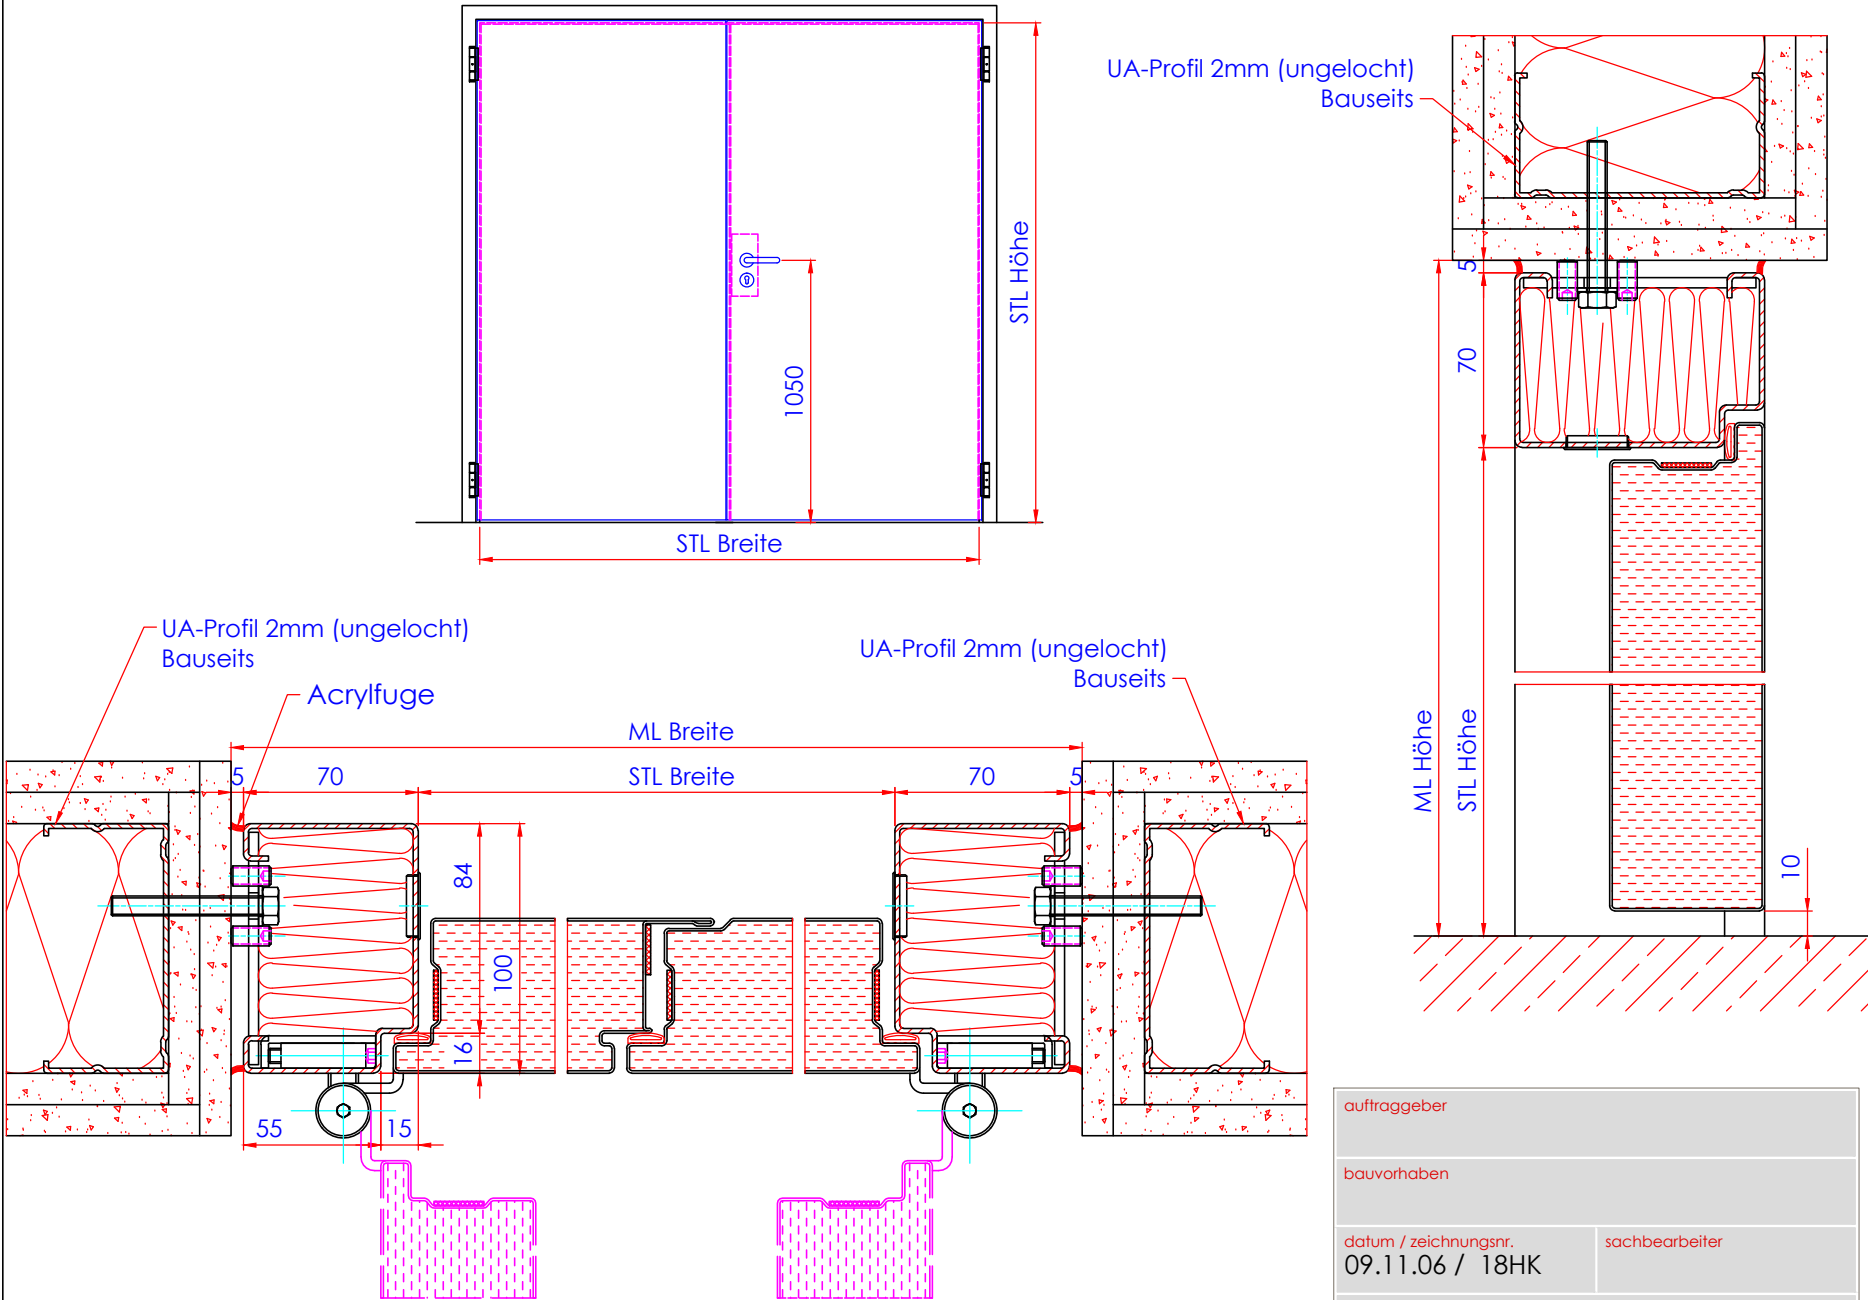 UA-Profil 2mm (ungelocht)
Bauseits
STL Höhe
1050
STL Breite
5
70
ML Höhe
STL Höhe
10
UA-Profil 2mm (ungelocht)
Bauseits
Acrylfuge
UA-Profil 2mm (ungelocht)
Bauseits
ML Breite
5
70
STL Breite
70
5
84
100
16
55
15
auftraggeber
bauvorhaben
datum / zeichnungsnr.
09.11.06 / 18HK
sachbearbeiter